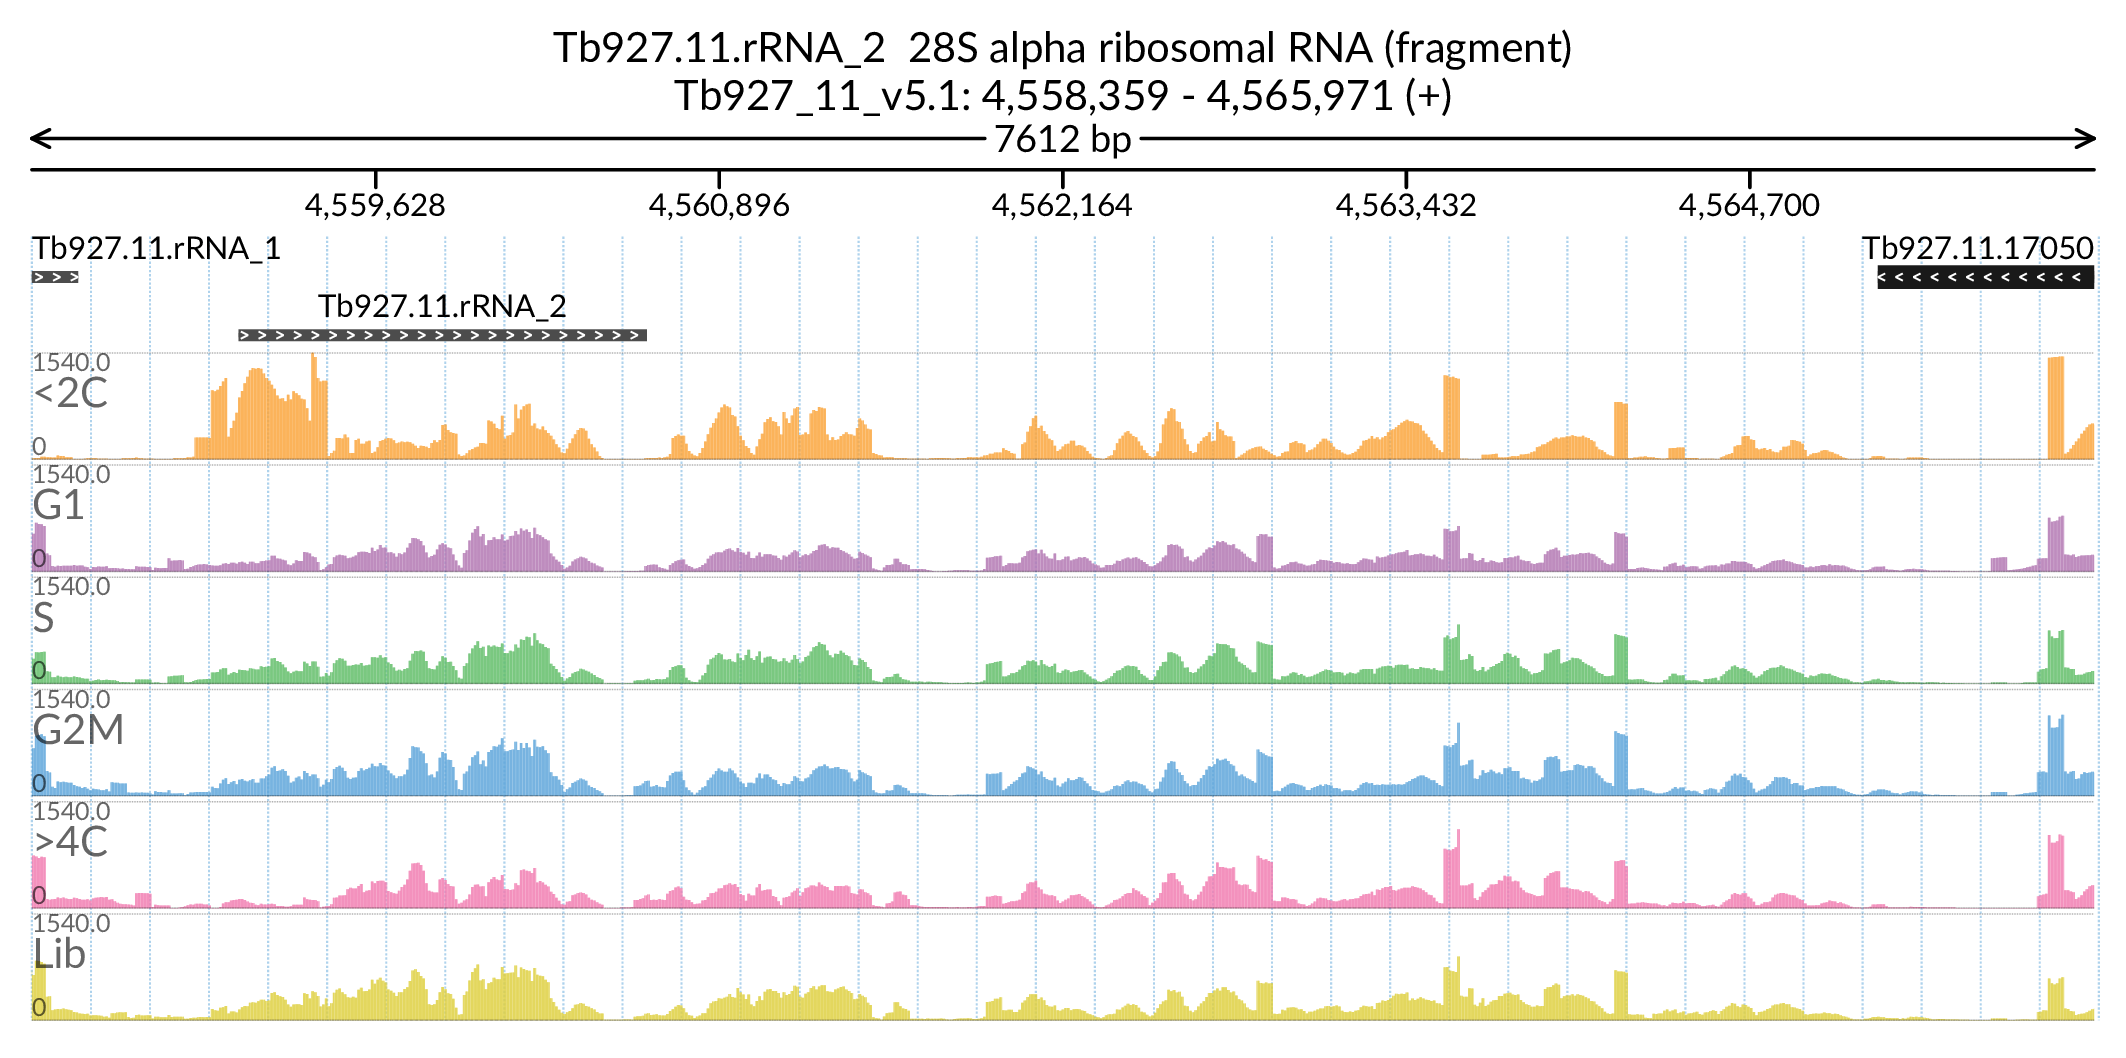 Tb927.11.rRNA_2  28S alpha ribosomal RNA (fragment)
Tb927_11_v5.1: 4,558,359 - 4,565,971 (+)
7612 bp
4,559,628 4,560,896 4,562,164 4,563,432 4,564,700
Tb927.11.rRNA_1 Tb927.11.17050
Tb927.11.rRNA_2
1540.0
<2C
0
1540.0
G1
0
1540.0
S
0
1540.0
G2M
0
1540.0
>4C
0
1540.0
Lib
0